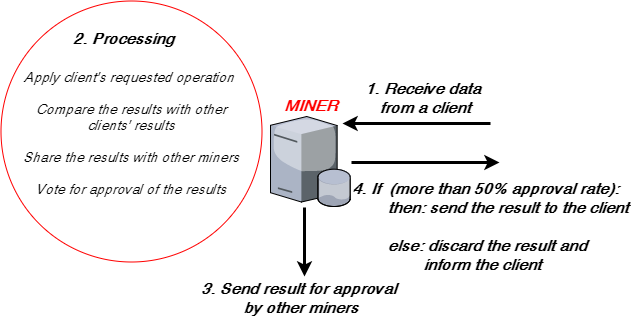 2. Processing
Apply client's requested operation
Compare the results with other
clients' results
Share the results with other miners
Vote for approval of the results
MINER
1. Receive data
from a client
4. If (more than 50% approval rate):
then: send the result to the client
else: discard the result and
inform the client
3. Send result for approval
by other miners